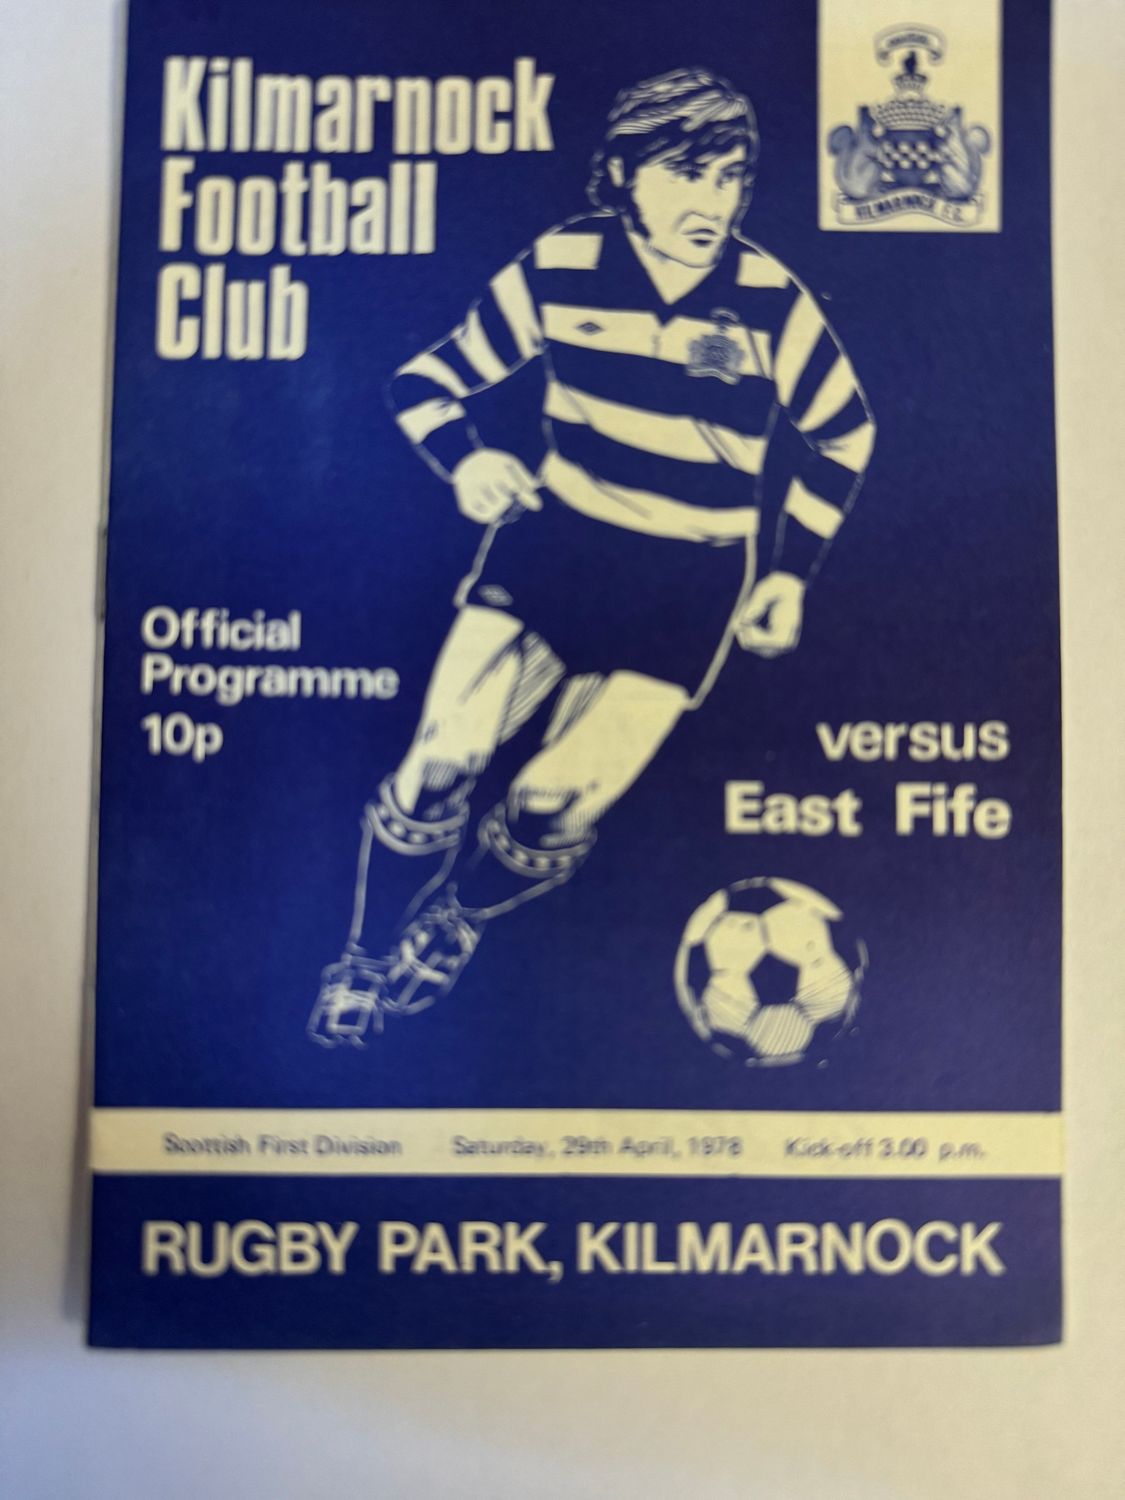 Kilmarnock
Football
Club
KILMARNOCK F.C.
Official
Programme
10p
versus
East Fife
Scottish First Division Saturday, 29th April, 1978 Kick-off 3.00 p.m.
RUGBY PARK, KILMARNOCK